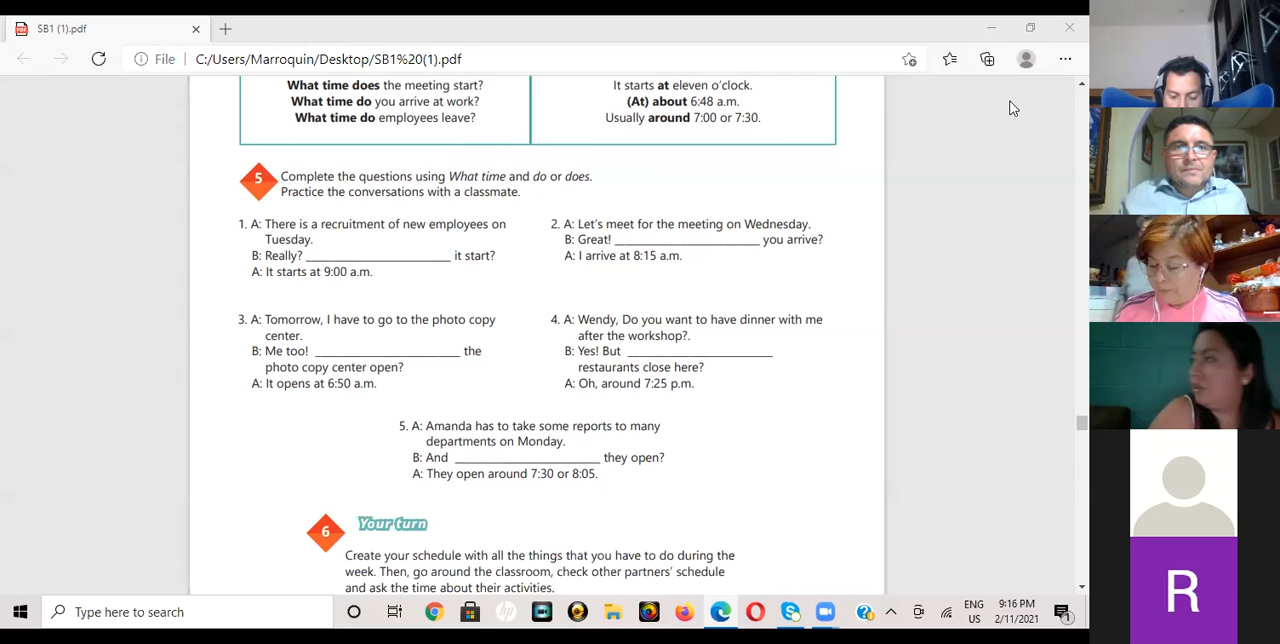 SB1 (1).pdf
File
C:/Users/Marroquin/Desktop/SB1%20(1).pdf
What time does the meeting start?
What time do you arrive at work?
What time do employees leave?
It starts at eleven o'clock.
(At) about 6:48 a.m.
Usually around 7:00 or 7:30.
5
Complete the questions using What time and do or does.
Practice the conversations with a classmate.
1. A: There is a recruitment of new employees on
Tuesday.
B: Really? ______________________ it start?
A: It starts at 9:00 a.m.
2. A: Let's meet for the meeting on Wednesday.
B: Great! ______________________ you arrive?
A: I arrive at 8:15 a.m.
3. A: Tomorrow, I have to go to the photo copy
center.
B: Me too! ______________________ the
photo copy center open?
A: It opens at 6:50 a.m.
4. A: Wendy, Do you want to have dinner with me
after the workshop?.
B: Yes! But ______________________
restaurants close here?
A: Oh, around 7:25 p.m.
5. A: Amanda has to take some reports to many
departments on Monday.
B: And ______________________ they open?
A: They open around 7:30 or 8:05.
6
Your turn
Create your schedule with all the things that you have to do during the
week. Then, go around the classroom, check other partners' schedule
and ask the time about their activities.
R
Type here to search
ENG
US
9:16 PM
2/11/2021
1